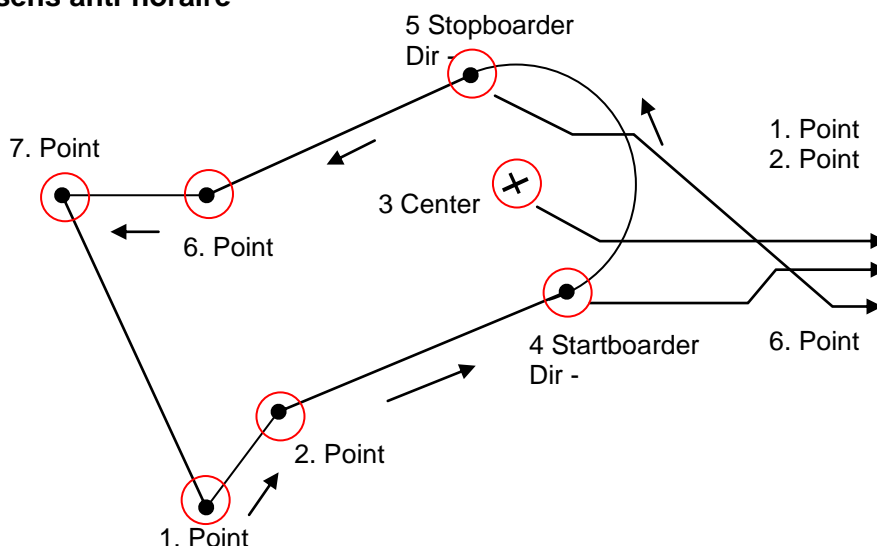 sens anti-horaire
5 Stopboarder
Dir -
1. Point
2. Point
7. Point
3 Center
6. Point
4 Startboarder
Dir -
6. Point
2. Point
1. Point